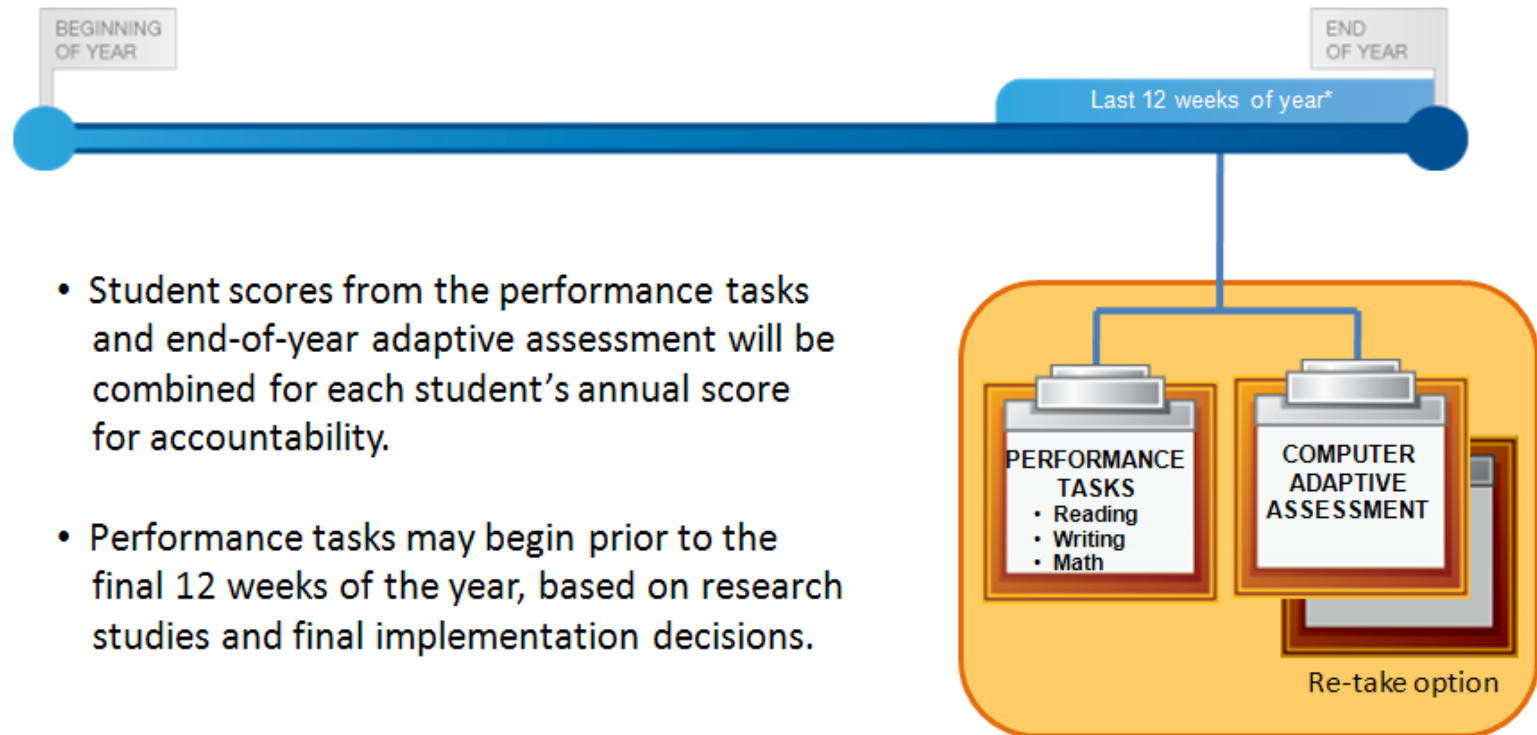 BEGINNING
OF YEAR
END
OF YEAR
Last 12 weeks of year*
• Student scores from the performance tasks
and end-of-year adaptive assessment will be
combined for each student’s annual score
for accountability.
• Performance tasks may begin prior to the
final 12 weeks of the year, based on research
studies and final implementation decisions.
PERFORMANCE
TASKS
• Reading
• Writing
• Math
COMPUTER
ADAPTIVE
ASSESSMENT
Re-take option